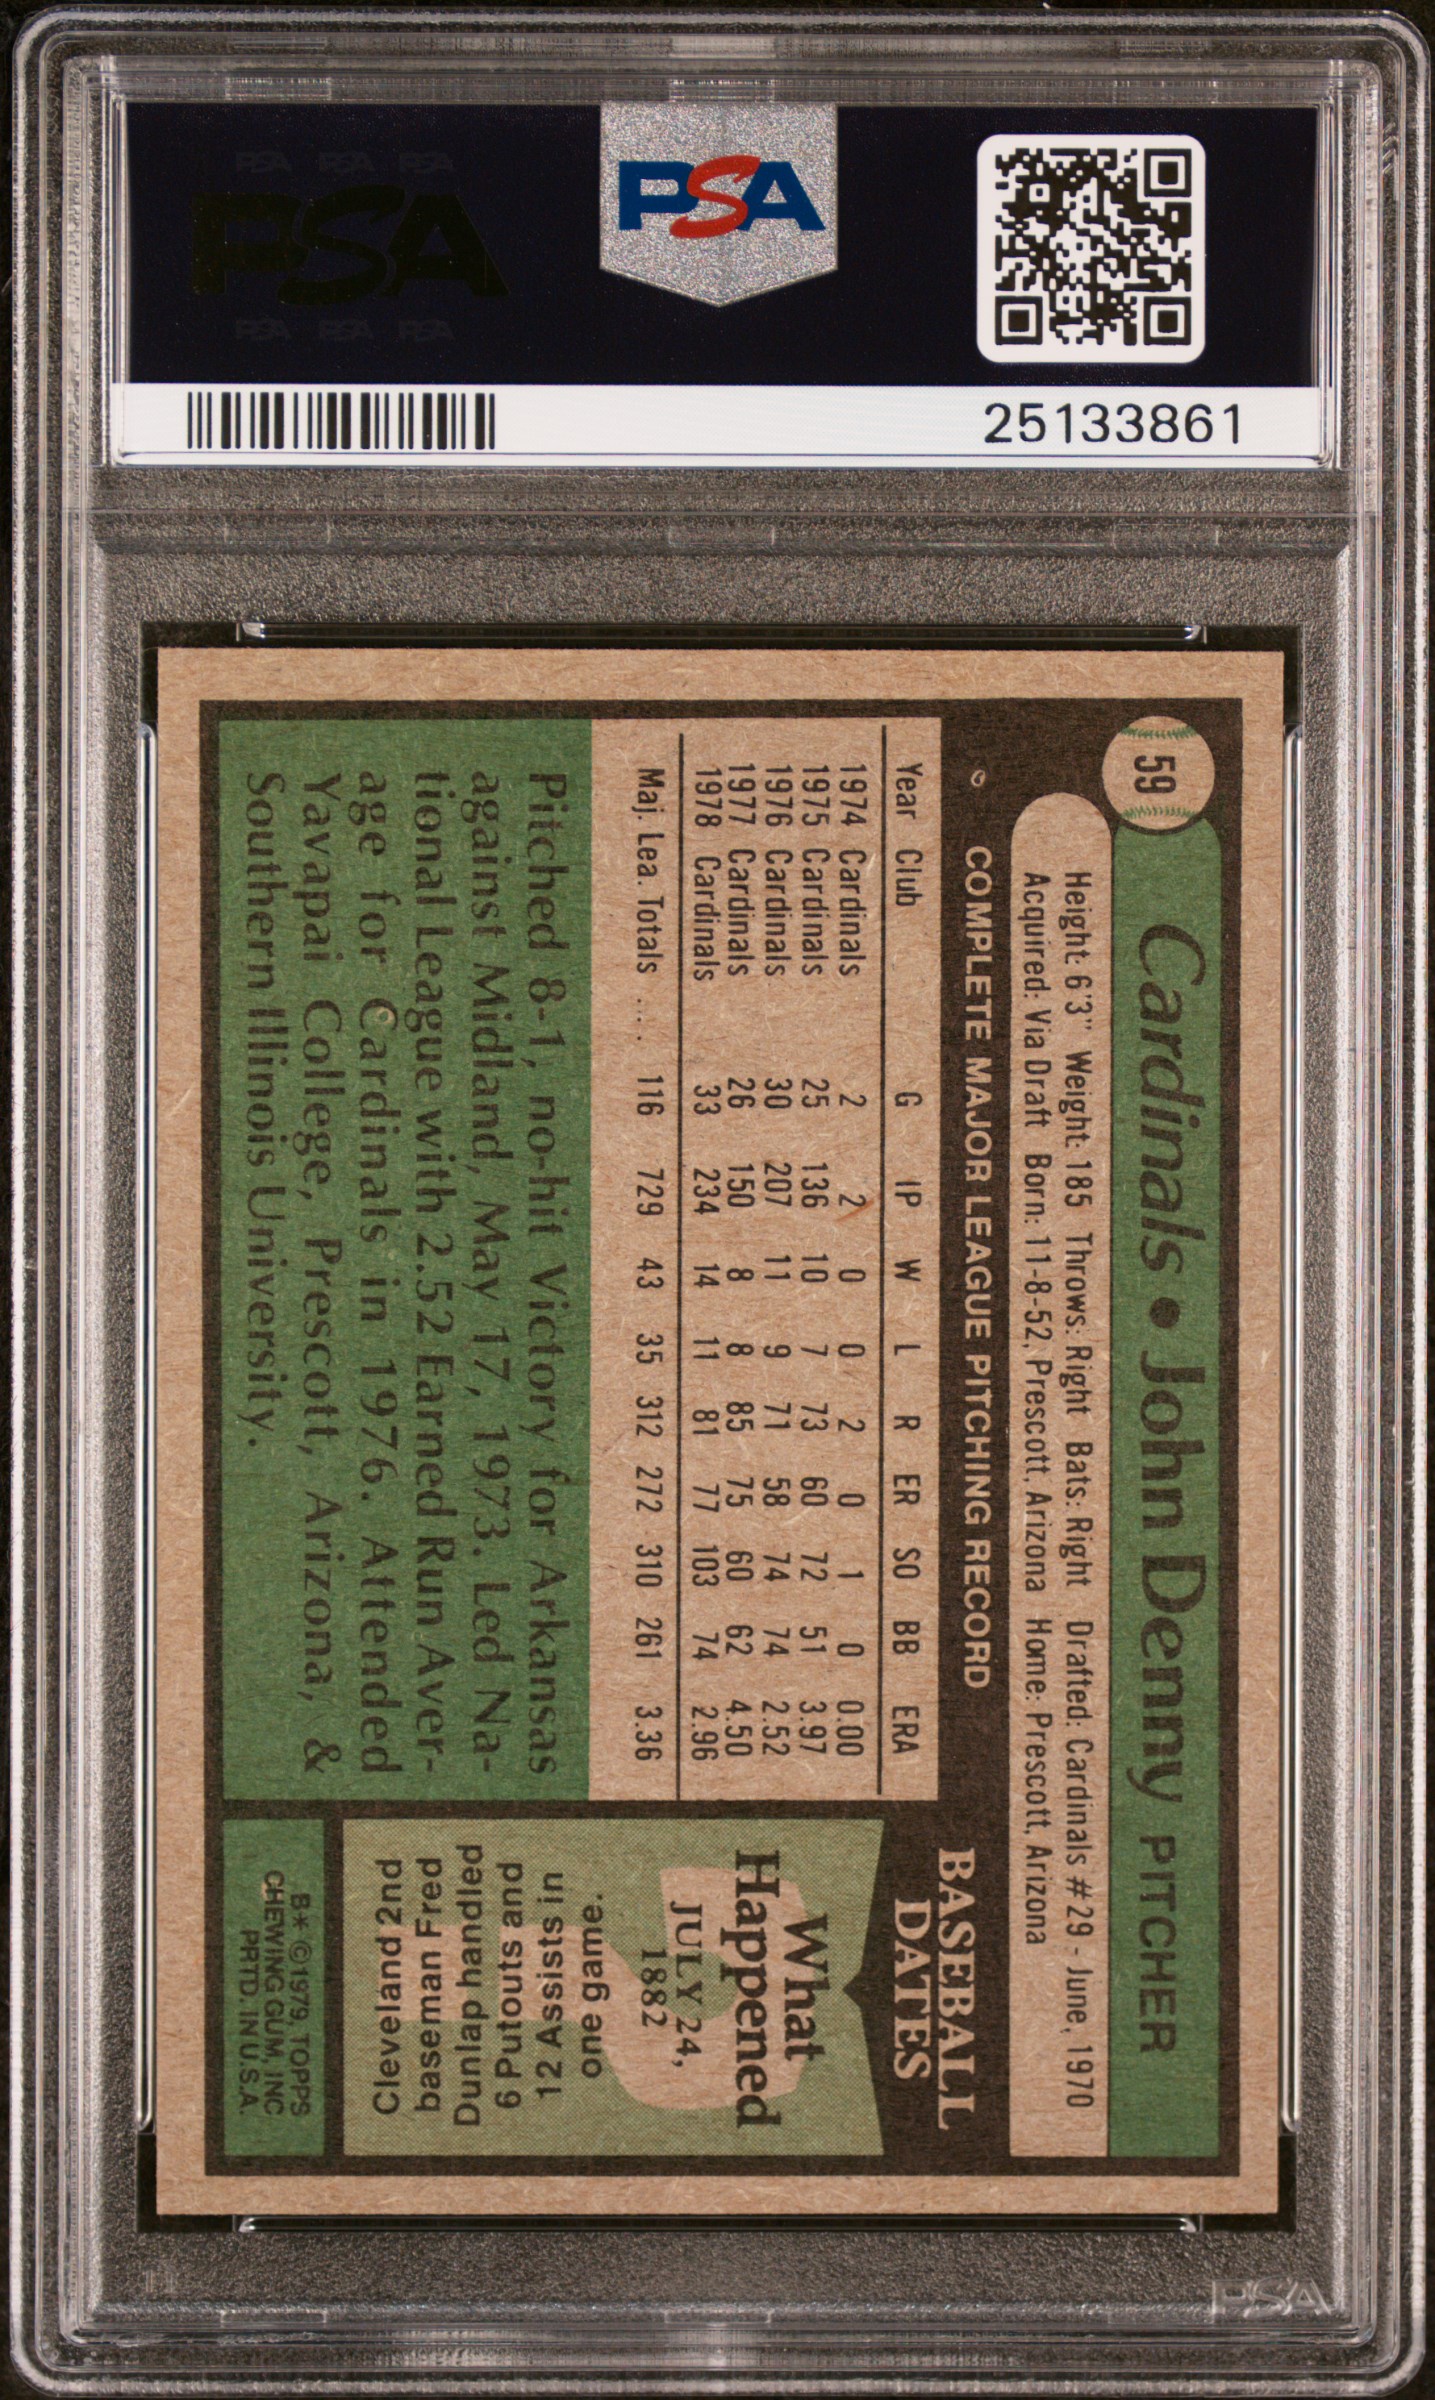 PSA PSA PSA
PSA
PSA PSA PSA
PSA
25133861
59
Cardinals • John Denny PITCHER
Height: 6'3" Weight: 185 Throws: Right Bats: Right Drafted: Cardinals #29 - June, 1970
Acquired: Via Draft Born: 11-8-52, Prescott, Arizona Home: Prescott, Arizona
COMPLETE MAJOR LEAGUE PITCHING RECORD
Year Club G IP W L R ER SO BB ERA
1974 Cardinals 2 2 0 0 2 0 1 0 0.00
1975 Cardinals 25 136 10 7 73 60 72 51 3.97
1976 Cardinals 30 207 11 9 71 58 74 74 2.52
1977 Cardinals 26 150 8 8 85 75 60 62 4.50
1978 Cardinals 33 234 14 11 81 77 103 74 2.96
Maj. Lea. Totals ... 116 729 43 35 312 272 310 261 3.36
Pitched 8-1, no-hit Victory for Arkansas
against Midland, May 17, 1973. Led Na-
tional League with 2.52 Earned Run Aver-
age for Cardinals in 1976. Attended
Yavapai College, Prescott, Arizona, &
Southern Illinois University.
BASEBALL
DATES
What
Happened
JULY 24,
1882
Cleveland 2nd
baseman Fred
Dunlap handled
6 Putouts and
12 Assists in
one game.
B* © 1979, TOPPS
CHEWING GUM, INC
PRTD. IN U.S.A.
PSA